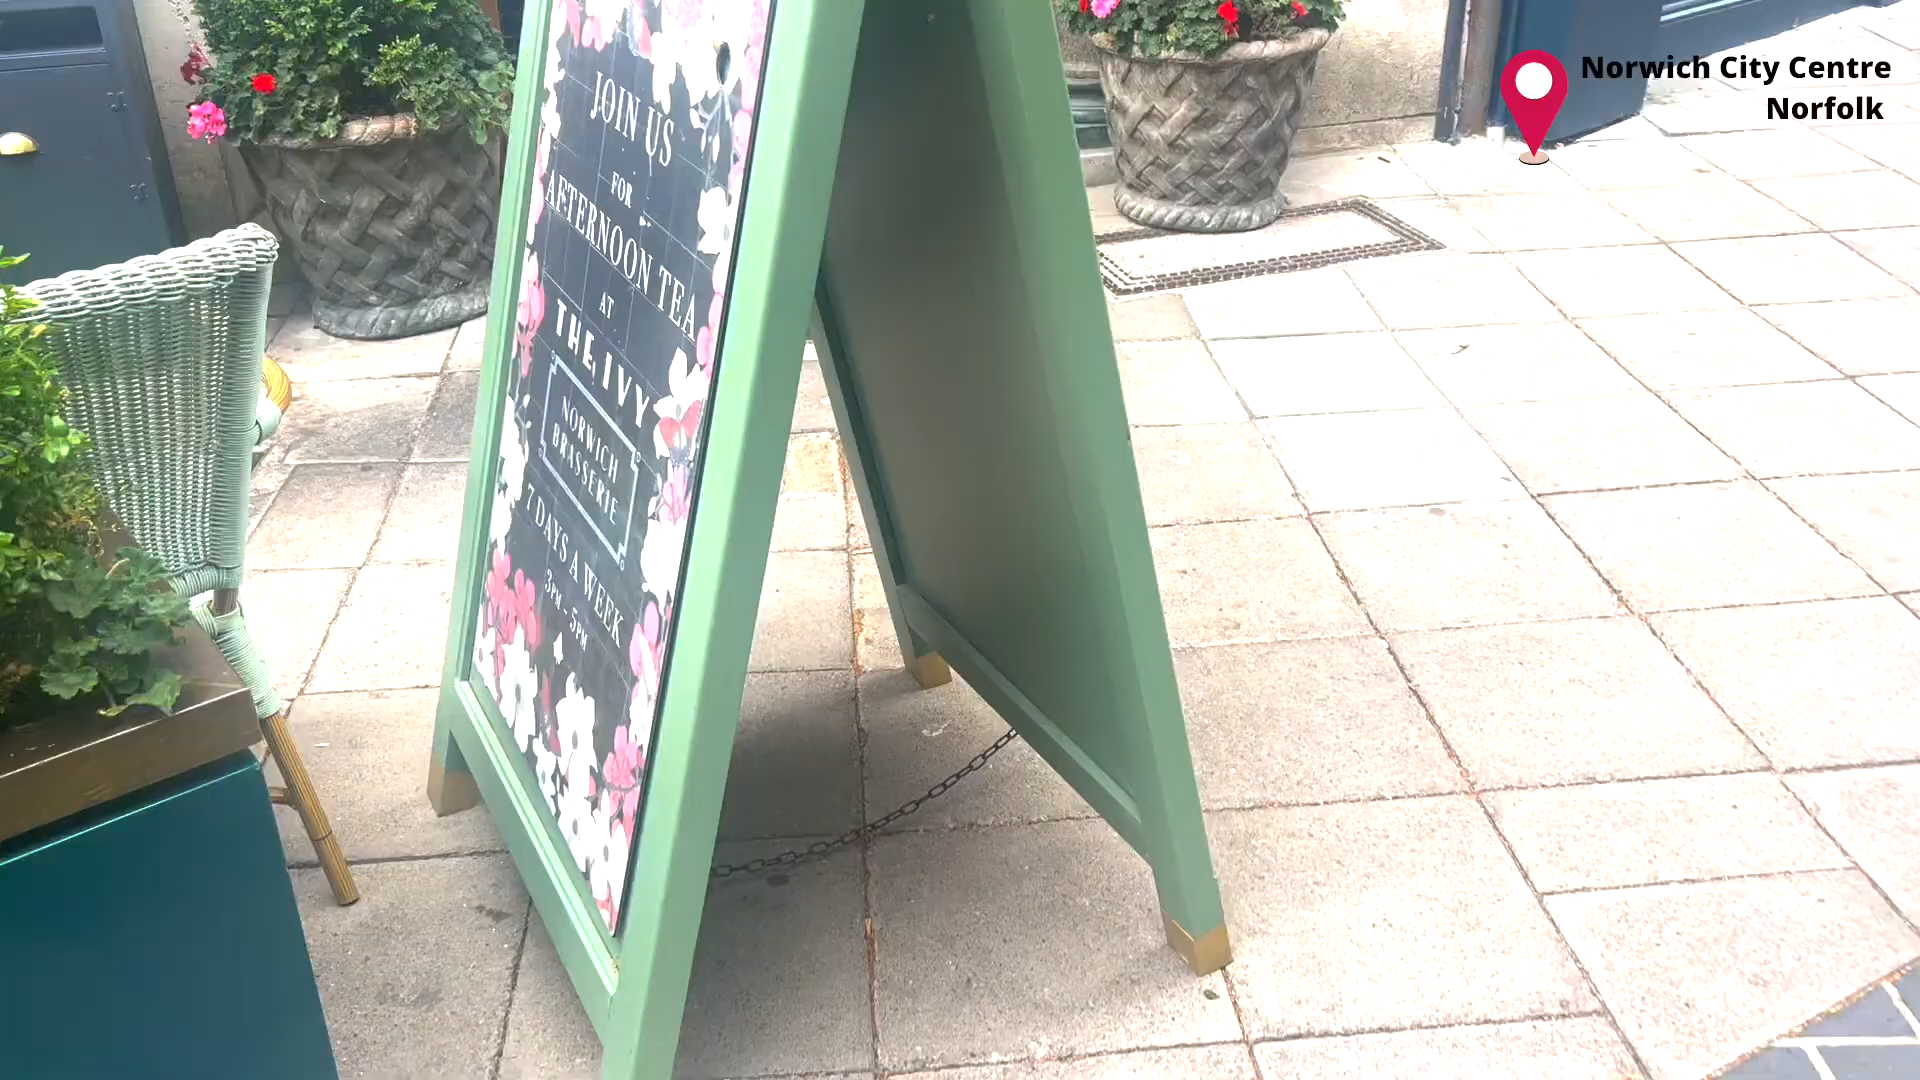 JOIN US
FOR
AFTERNOON TEA
AT
THE IVY
NORWICH
BRASSERIE
7 DAYS A WEEK
3PM - 5PM
Norwich City Centre
Norfolk